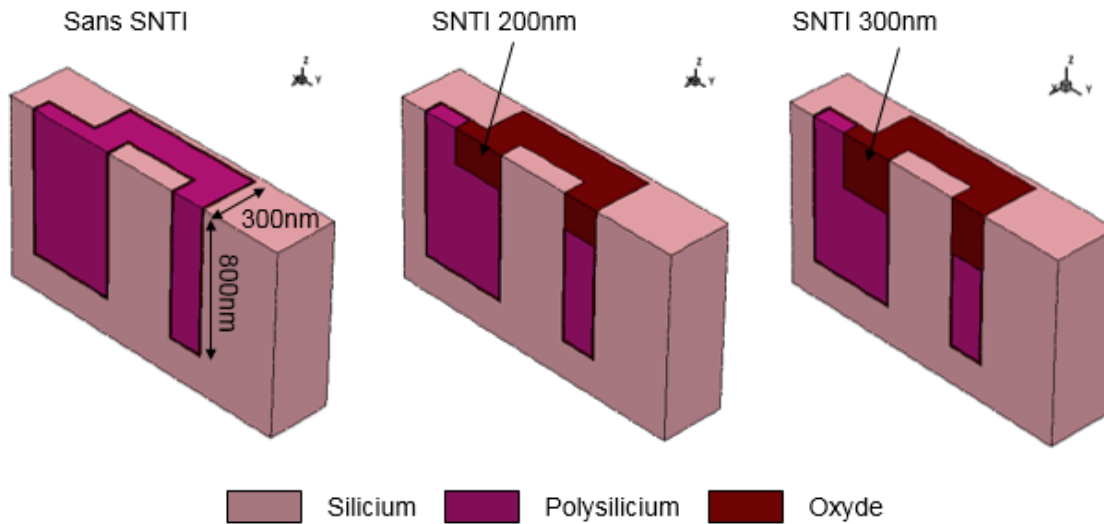 Sans SNTI
SNTI 200nm
SNTI 300nm
Z
Y
Z
Y
Z
Y
300nm
800nm
Silicium
Polysilicium
Oxyde